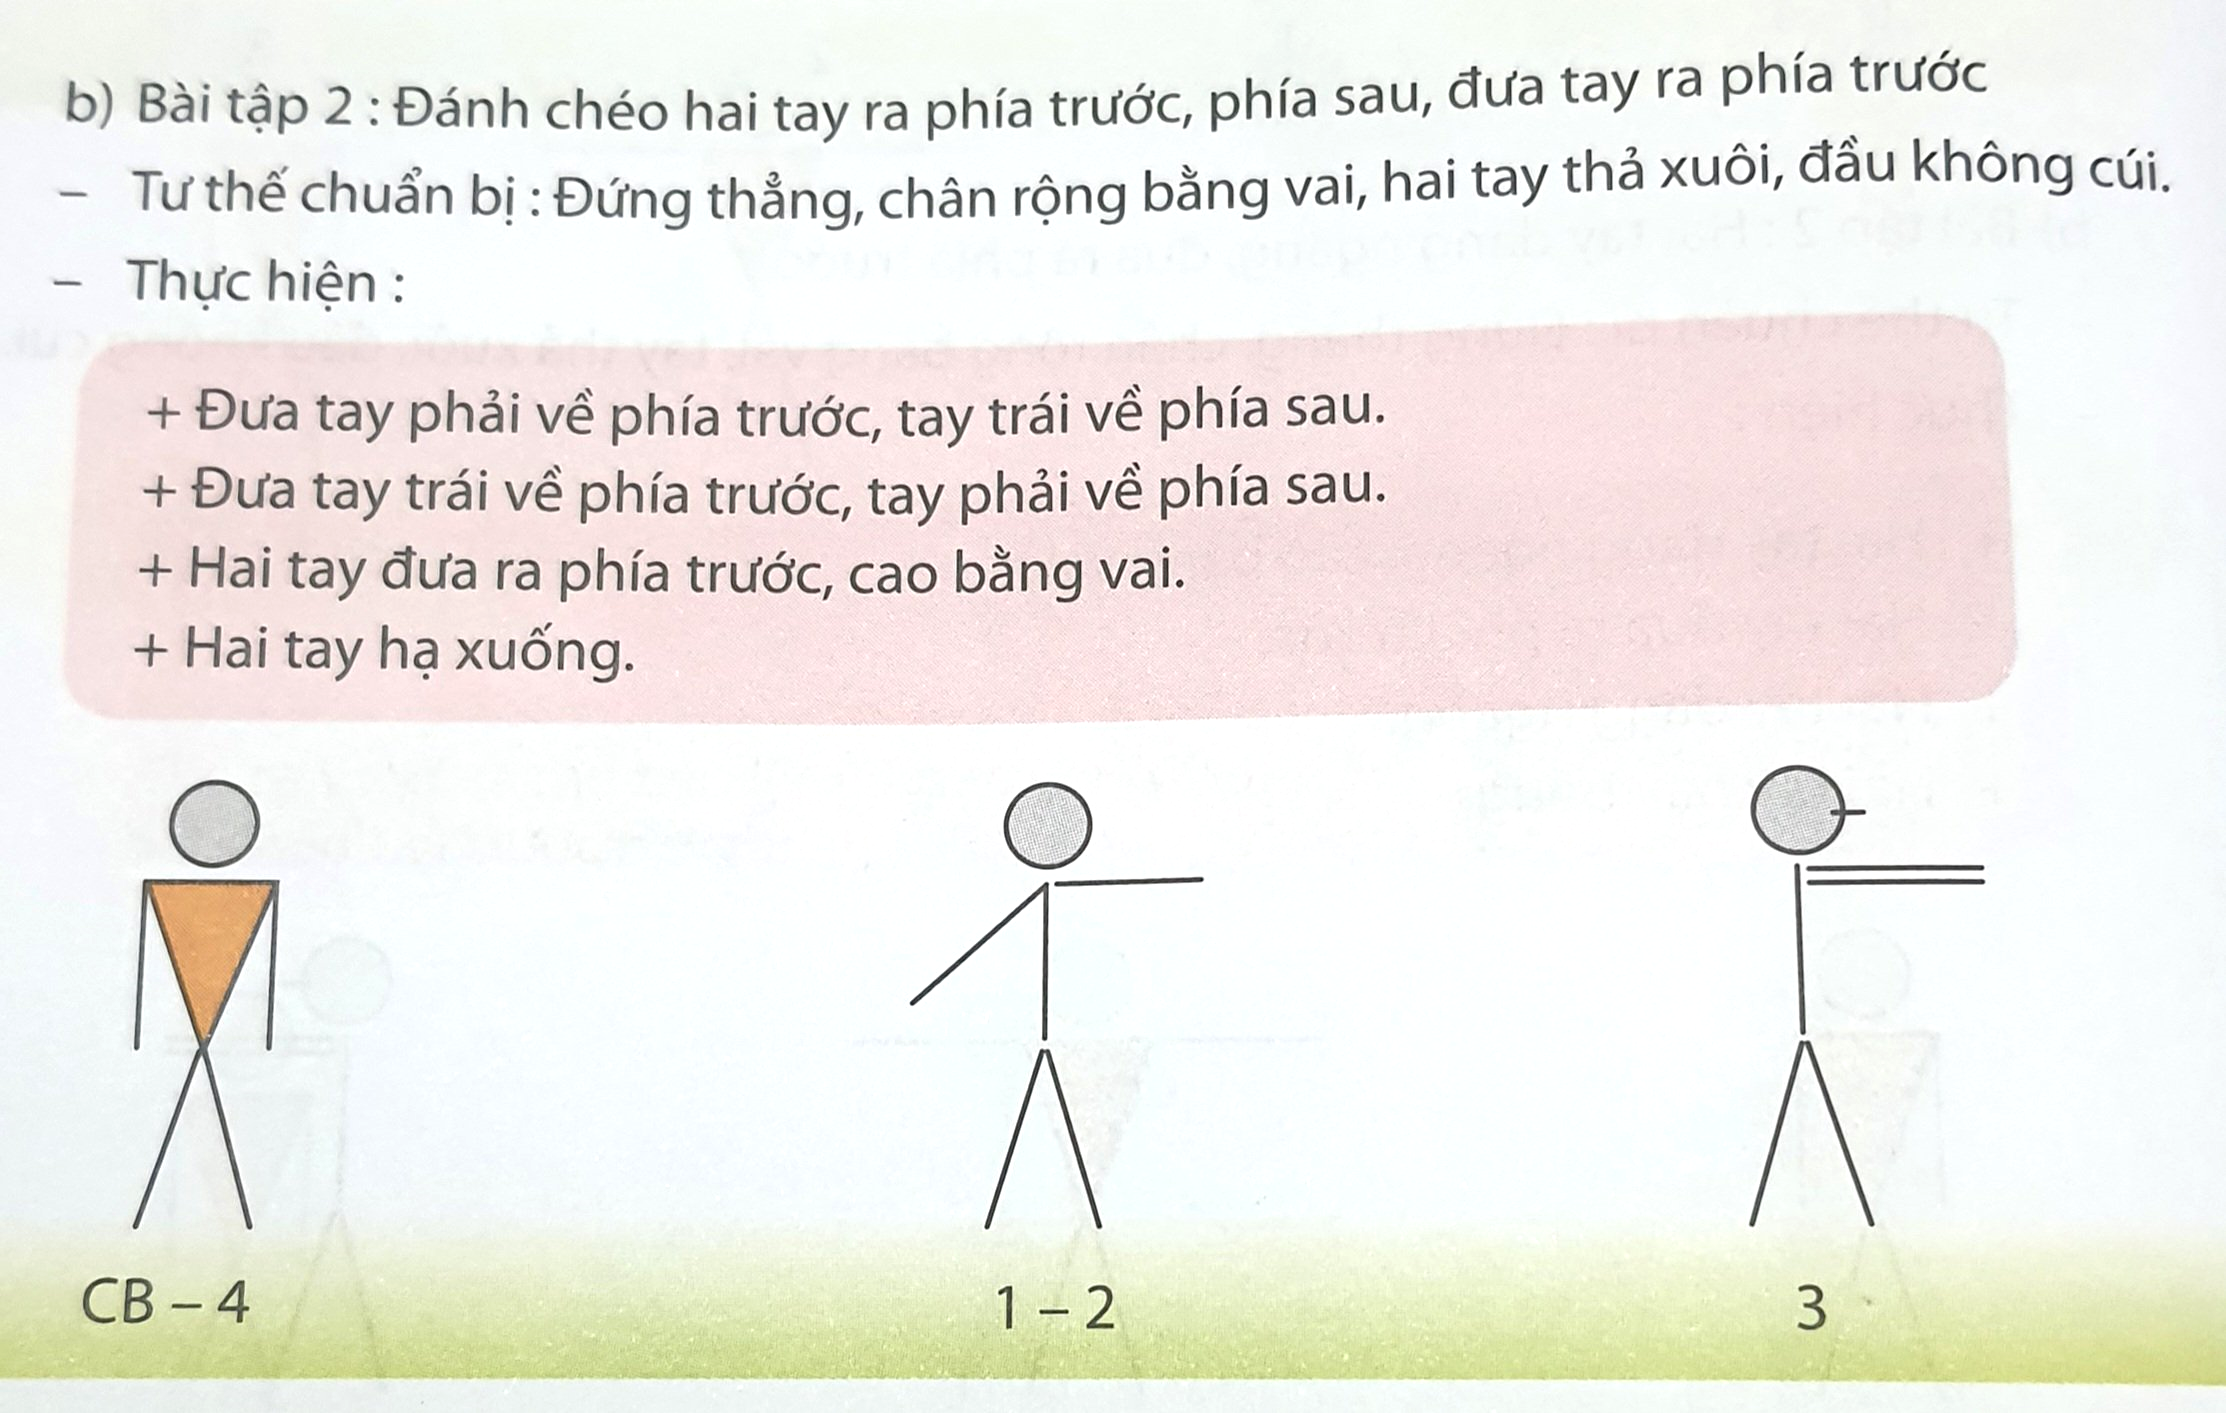 b) Bài tập 2 : Đánh chéo hai tay ra phía trước, phía sau, đưa tay ra phía trước
– Tư thế chuẩn bị : Đứng thẳng, chân rộng bằng vai, hai tay thả xuôi, đầu không cúi.
– Thực hiện :
+ Đưa tay phải về phía trước, tay trái về phía sau.
+ Đưa tay trái về phía trước, tay phải về phía sau.
+ Hai tay đưa ra phía trước, cao bằng vai.
+ Hai tay hạ xuống.
CB – 4
1 – 2
3